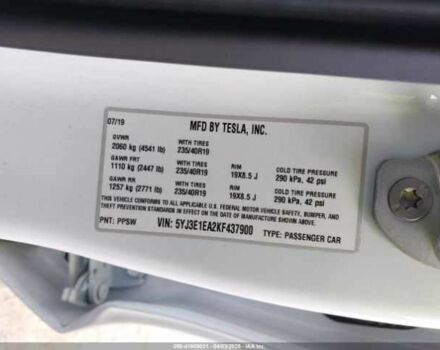 07/19
MFD BY TESLA, INC.
GVWR
2060 kg (4541 lb) WITH TIRES 235/40R19
GAWR FRT
1110 kg (2447 lb) WITH TIRES 235/40R19 RIM 19X8.5 J COLD TIRE PRESSURE 290 kPa, 42 psi
GAWR RR
1257 kg (2771 lb) WITH TIRES 235/40R19 RIM 19X8.5 J COLD TIRE PRESSURE 290 kPa, 42 psi
THIS VEHICLE CONFORMS TO ALL APPLICABLE U.S.
FEDERAL MOTOR VEHICLE SAFETY, BUMPER, AND
THEFT PREVENTION STANDARDS IN EFFECT ON
THE DATE OF MANUFACTURE SHOWN ABOVE.
PNT: PPSW VIN: 5YJ3E1EA2KF437900
TYPE: PASSENGER CAR